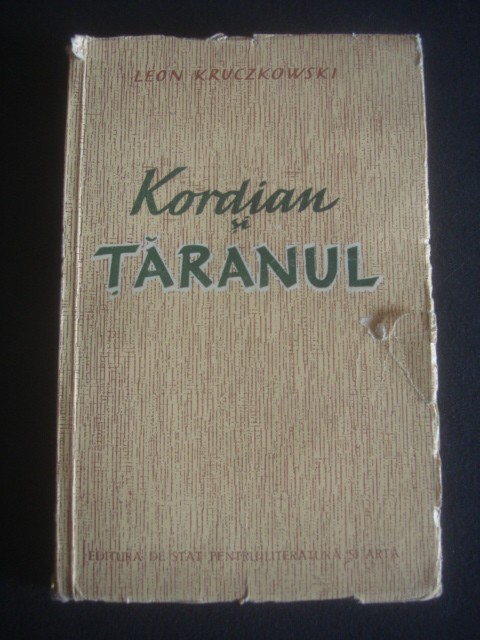 LEON KRUCZKOWSKI
Kordian
și
ȚĂRANUL
EDITURA DE STAT PENTRU LITERATURĂ ȘI ARTĂ